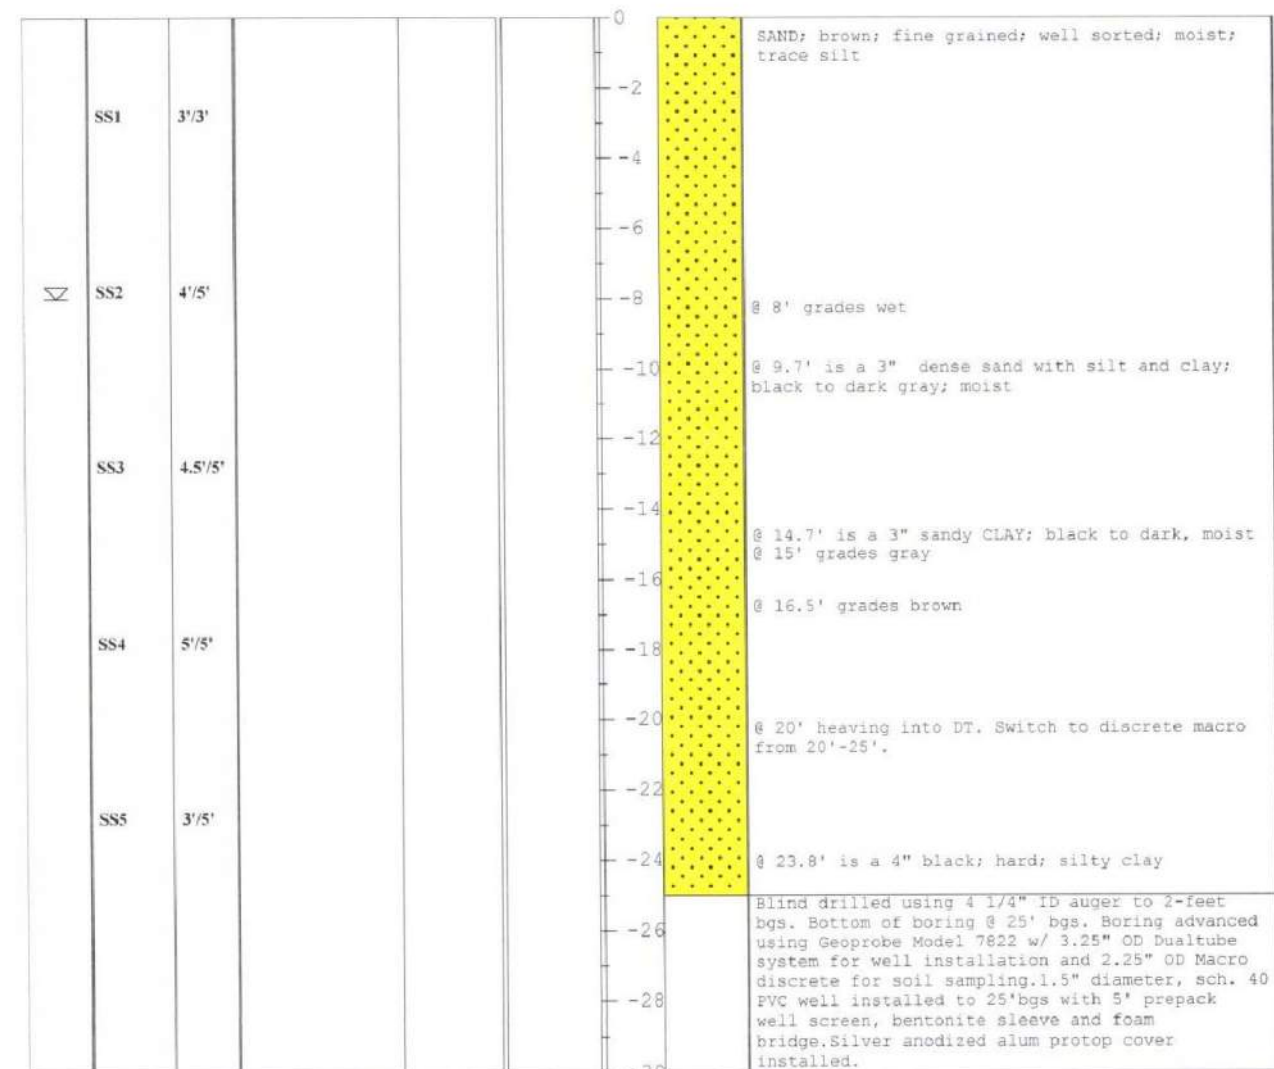 0
SAND; brown; fine grained; well sorted; moist;
trace silt
-2
SS1 3'/3'
-4
-6
SS2 4'/5'
-8
@ 8' grades wet
-10
@ 9.7' is a 3" dense sand with silt and clay;
black to dark gray; moist
-12
SS3 4.5'/5'
-14
@ 14.7' is a 3" sandy CLAY; black to dark, moist
@ 15' grades gray
-16
@ 16.5' grades brown
SS4 5'/5'
-18
-20
@ 20' heaving into DT. Switch to discrete macro
from 20'-25'.
-22
SS5 3'/5'
-24
@ 23.8' is a 4" black; hard; silty clay
Blind drilled using 4 1/4" ID auger to 2-feet
bgs. Bottom of boring @ 25' bgs. Boring advanced
-26
using Geoprobe Model 7822 w/ 3.25" OD Dualtube
system for well installation and 2.25" OD Macro
discrete for soil sampling.1.5" diameter, sch. 40
-28
PVC well installed to 25'bgs with 5' prepack
well screen, bentonite sleeve and foam
bridge.Silver anodized alum protop cover
installed.